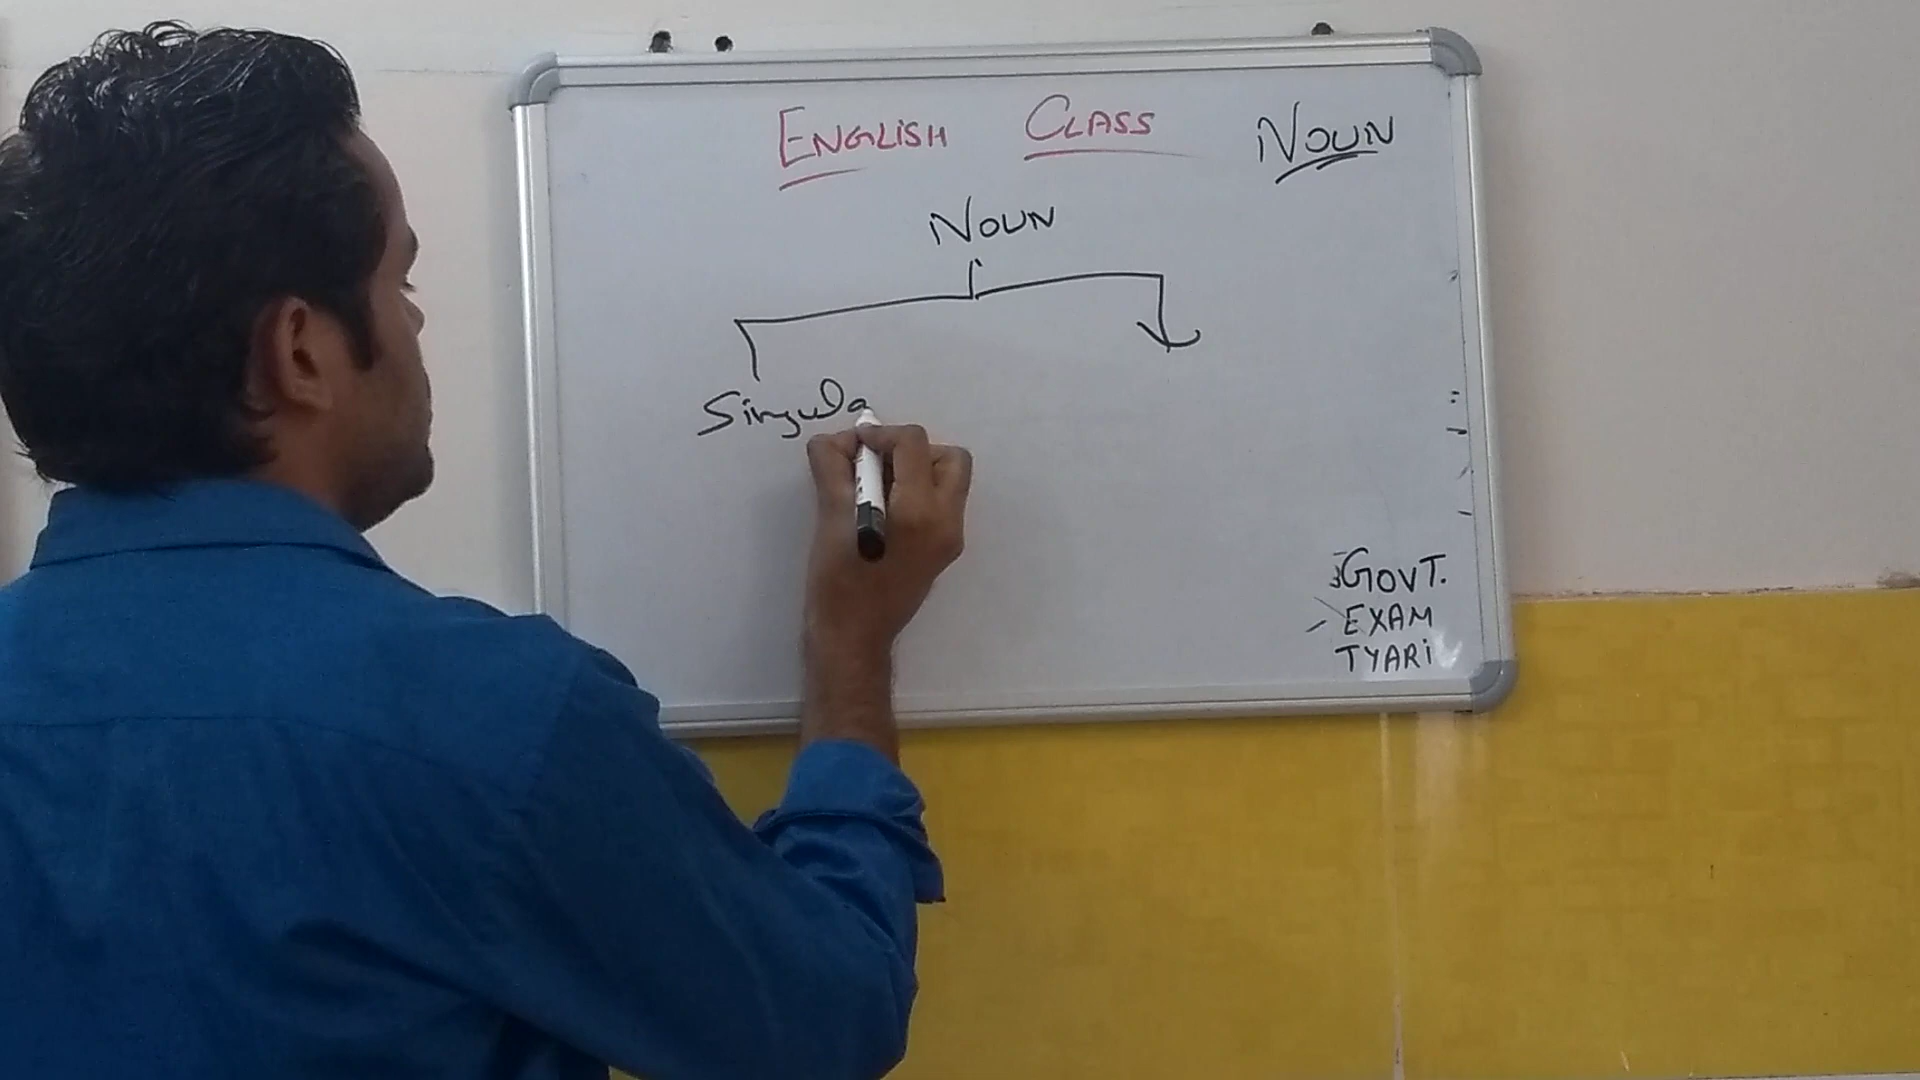 ENGLISH CLASS NOUN
NOUN
Singula
GOVT.
EXAM
TYARI